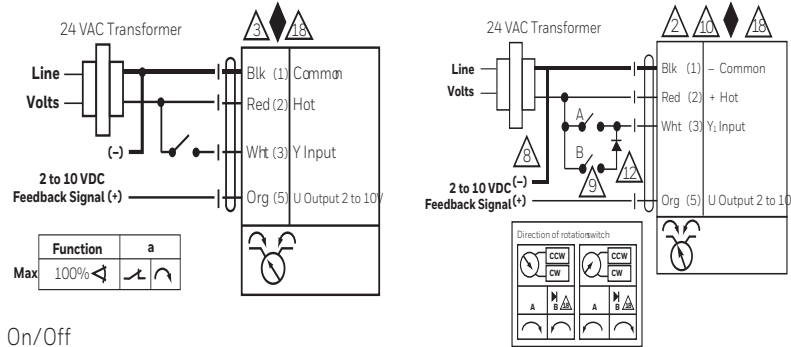 24 VAC Transformer
3 18
Line
Volts
Blk (1) Common
Red (2) Hot
(–)
Wht (3) Y Input
2 to 10 VDC
Feedback Signal (+)
Org (5) U Output 2 to 10V
Function a
Max 100%
On/Off
24 VAC Transformer
2 10 18
Line
Volts
Blk (1) – Common
Red (2) + Hot
A
Wht (3) Y1 Input
8
B
12
9
2 to 10 VDC (–)
Feedback Signal (+)
Org (5) U Output 2 to 10
Direction of rotation switch
CCW CCW
CW CW
A B 18 A B 18